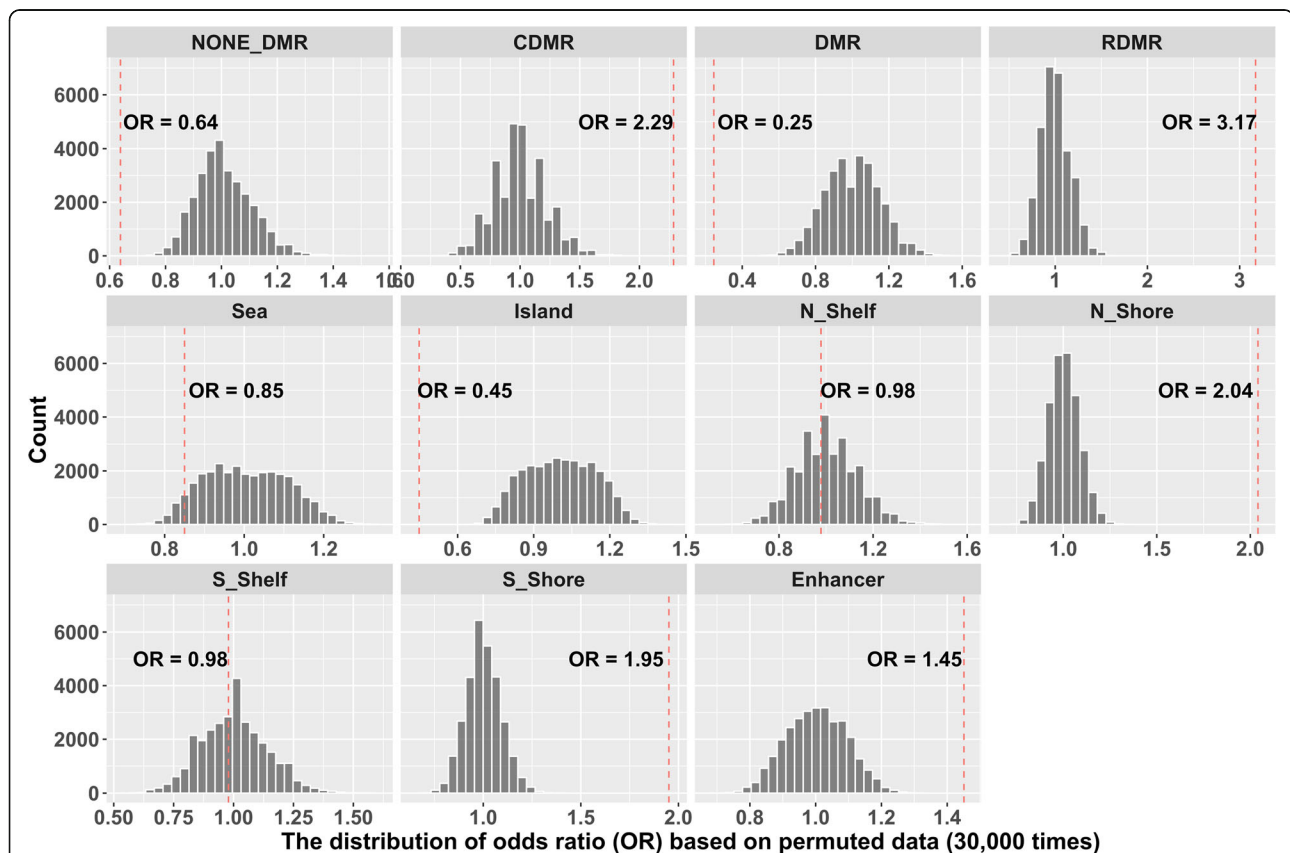 NONE_DMR CDMR DMR RDMR
6000
OR = 0.64 OR = 2.29 OR = 0.25 OR = 3.17
4000
2000
0
0.6 0.8 1.0 1.2 1.4 0.5 1.0 1.5 2.0 0.4 0.8 1.2 1.6 1 2 3
Sea Island N_Shelf N_Shore
6000
OR = 0.85 OR = 0.45 OR = 0.98 OR = 2.04
4000
Count
2000
0
0.8 1.0 1.2 0.6 0.9 1.2 1.5 0.8 1.2 1.6 1.0 1.5 2.0
S_Shelf S_Shore Enhancer
6000
OR = 0.98 OR = 1.95 OR = 1.45
4000
2000
0
0.50 0.75 1.00 1.25 1.50 1.0 1.5 2.0 0.8 1.0 1.2 1.4
The distribution of odds ratio (OR) based on permuted data (30,000 times)